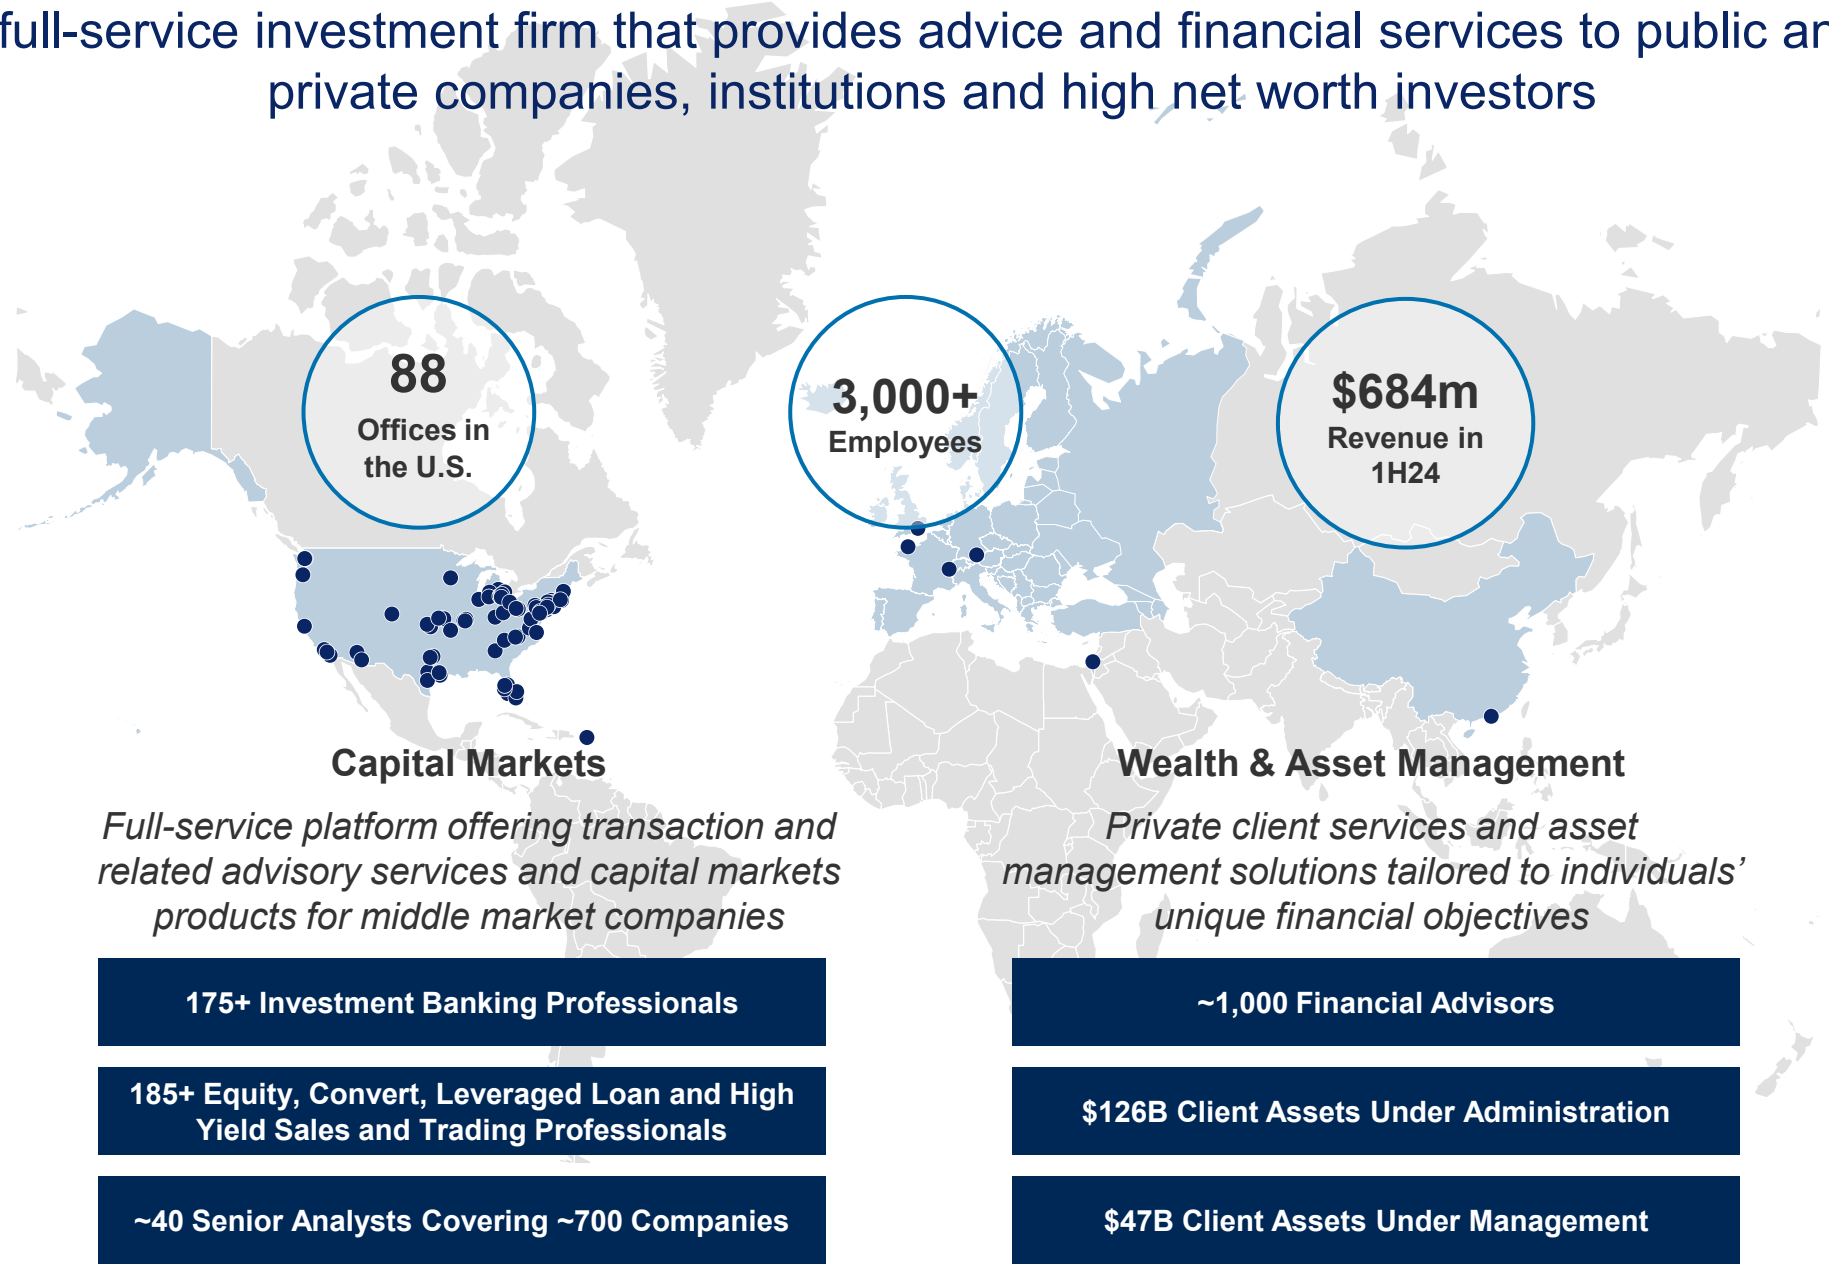 full-service investment firm that provides advice and financial services to public
private companies, institutions and high net worth investors
88
Offices in
the U.S.
3,000+
Employees
$684m
Revenue in
1H24
Capital Markets
Full-service platform offering transaction and
related advisory services and capital markets
products for middle market companies
175+ Investment Banking Professionals
185+ Equity, Convert, Leveraged Loan and High
Yield Sales and Trading Professionals
~40 Senior Analysts Covering ~700 Companies
Wealth & Asset Management
Private client services and asset
management solutions tailored to individuals’
unique financial objectives
~1,000 Financial Advisors
$126B Client Assets Under Administration
$47B Client Assets Under Management